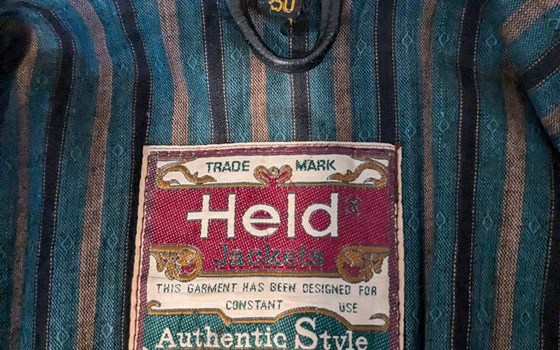 50
TRADE MARK
Held®
Jackets
THIS GARMENT HAS BEEN DESIGNED FOR
CONSTANT USE
Authentic Style